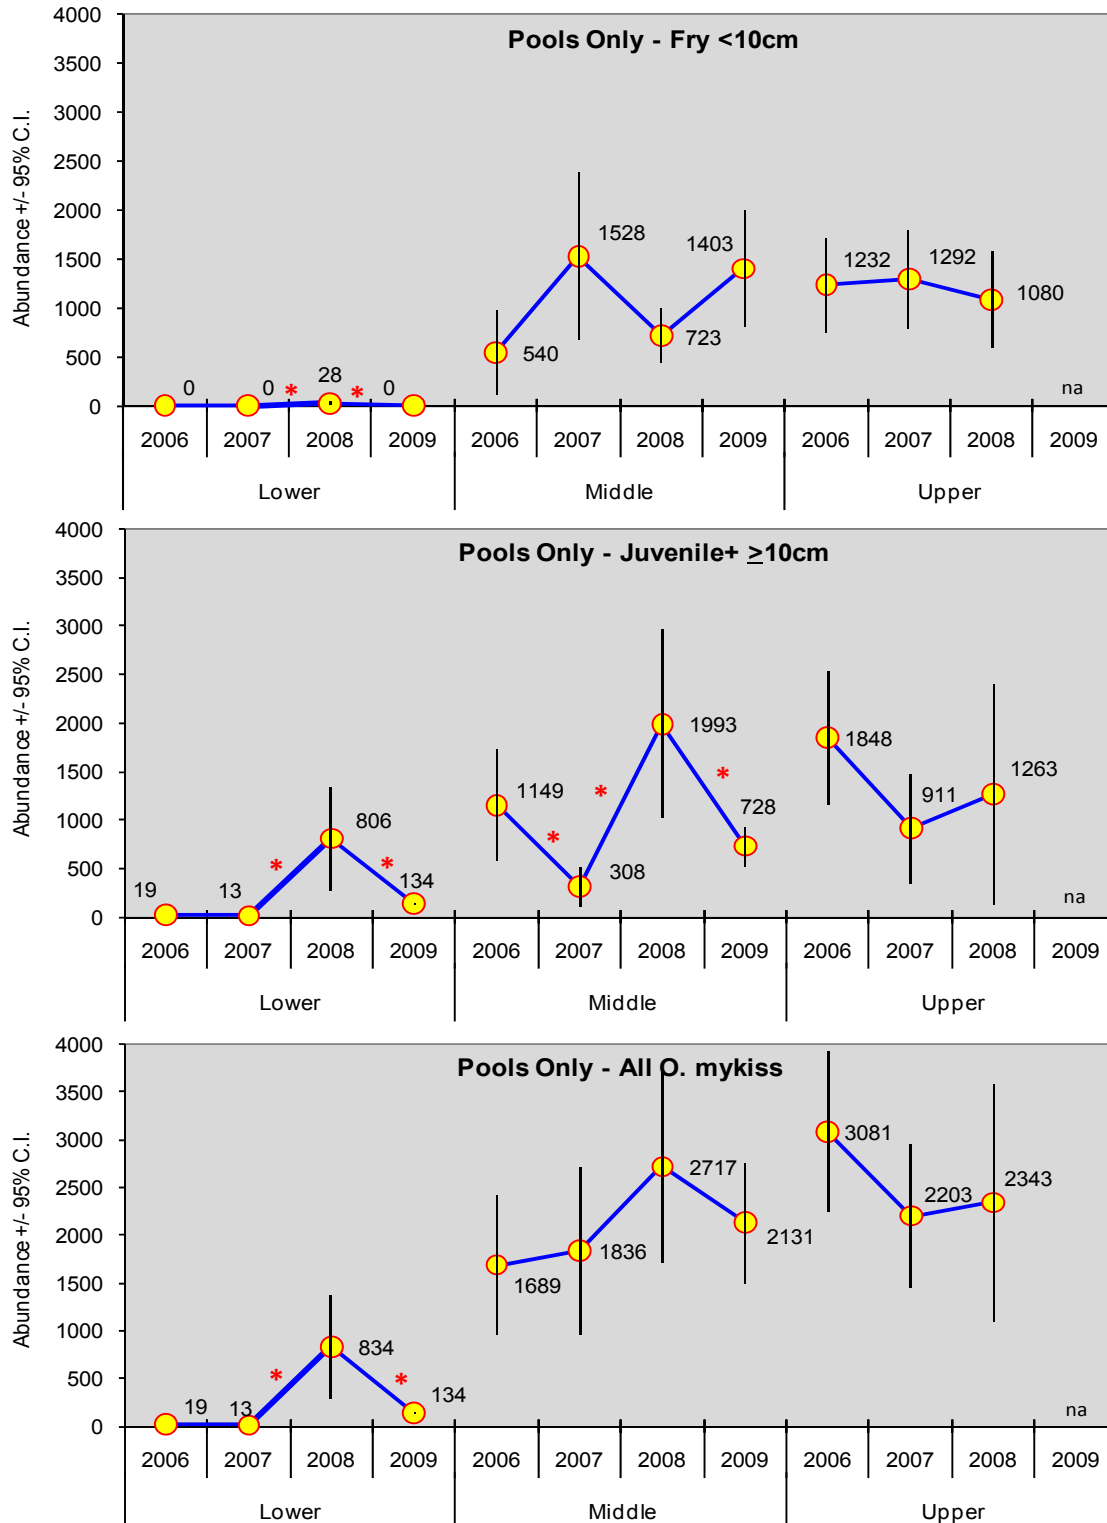 Pools Only - Fry <10cm
Abundance +/- 95% C.I.
4000
3500
3000
2500
2000
1500
1000
500
0
0 0 * 28 * 0
540 1528 723 1403
1232 1292 1080 na
2006 2007 2008 2009 2006 2007 2008 2009 2006 2007 2008 2009
Lower Middle Upper
Pools Only - Juvenile+ ≥10cm
Abundance +/- 95% C.I.
4000
3500
3000
2500
2000
1500
1000
500
0
19 13 * 806 * 134
1149 * 308 * 1993 * 728
1848 911 1263 na
2006 2007 2008 2009 2006 2007 2008 2009 2006 2007 2008 2009
Lower Middle Upper
Pools Only - All O. mykiss
Abundance +/- 95% C.I.
4000
3500
3000
2500
2000
1500
1000
500
0
19 13 * 834 * 134
1689 1836 2717 2131
3081 2203 2343 na
2006 2007 2008 2009 2006 2007 2008 2009 2006 2007 2008 2009
Lower Middle Upper